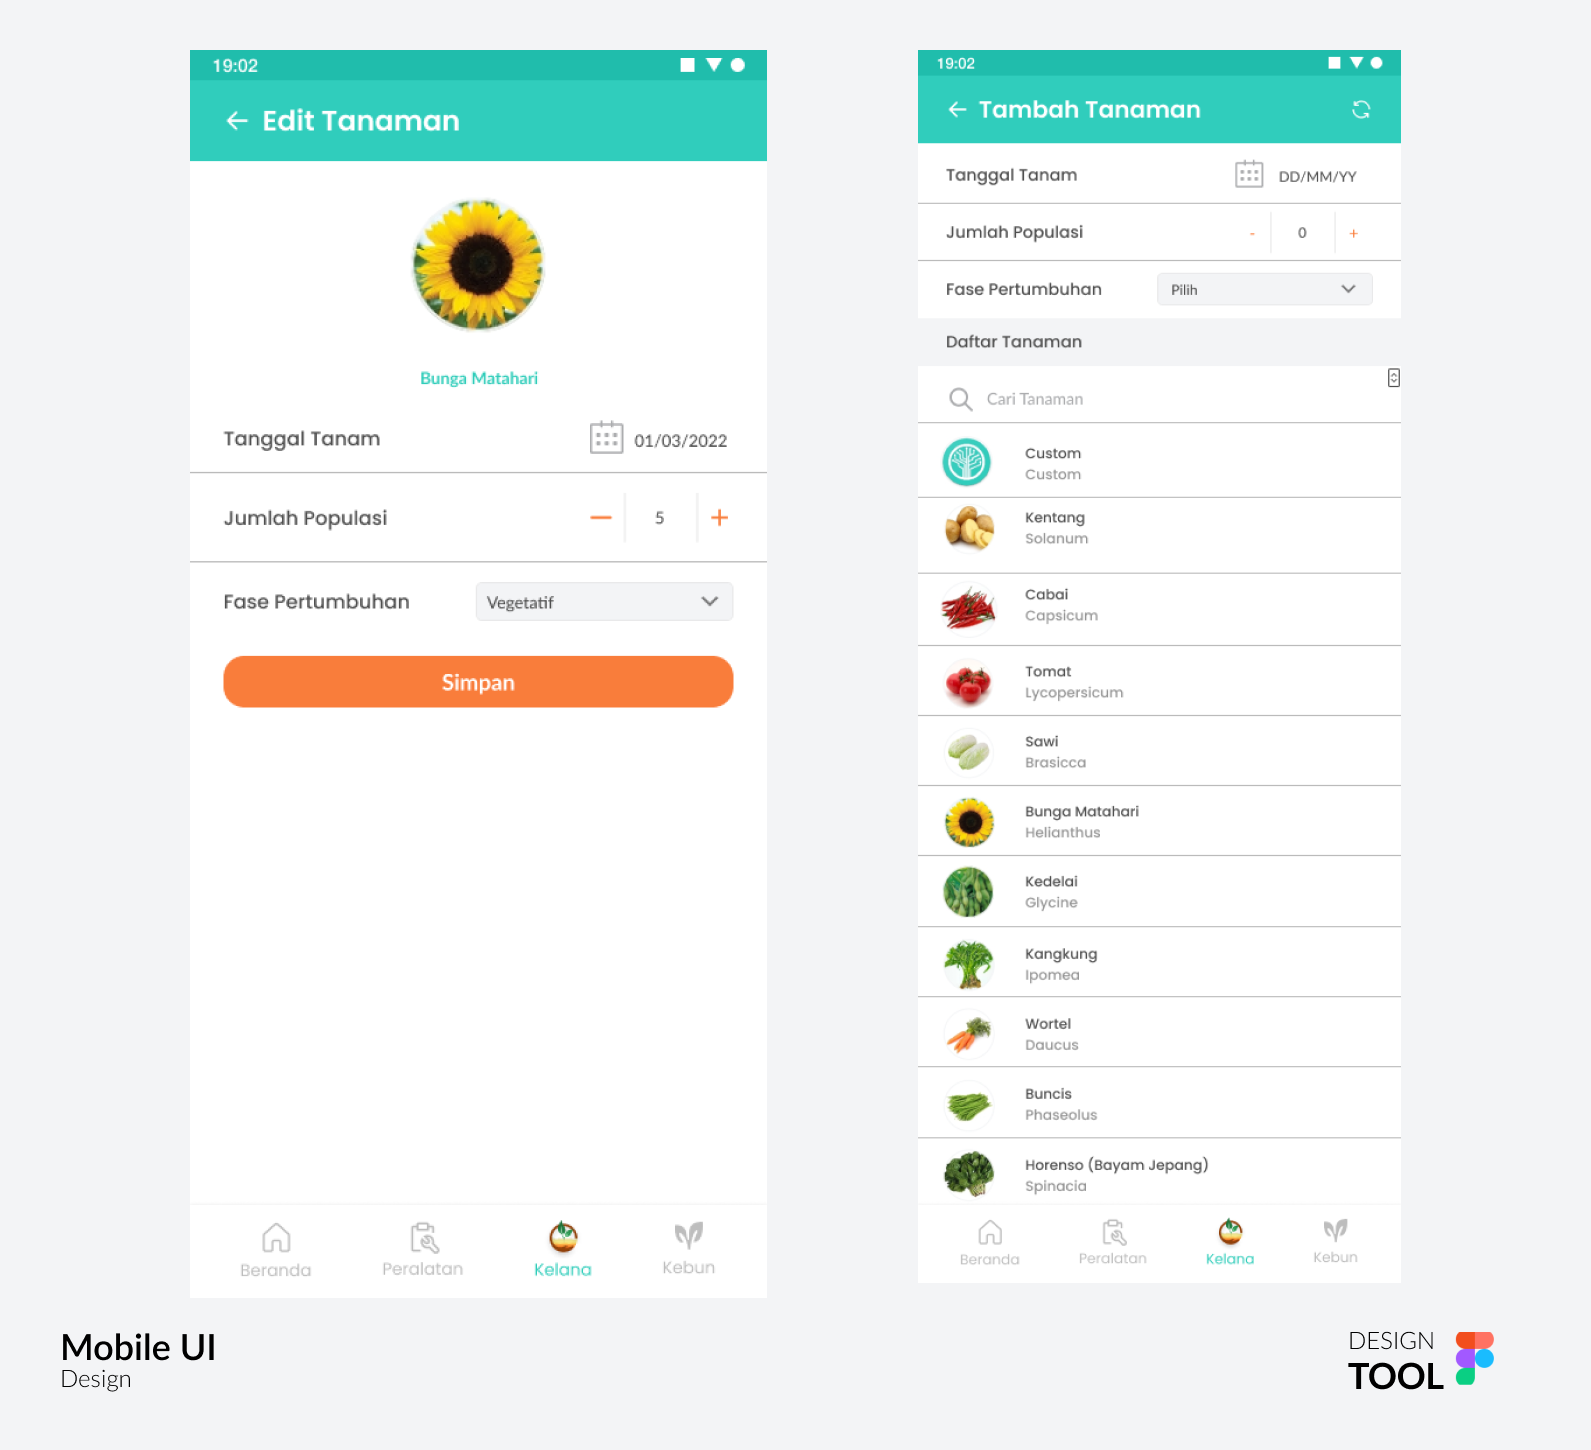 19:02
Edit Tanaman
Bunga Matahari
Tanggal Tanam 01/03/2022
Jumlah Populasi — 5 +
Fase Pertumbuhan Vegetatif
Simpan
Beranda Peralatan Kelana Kebun
19:02
Tambah Tanaman
Tanggal Tanam DD/MM/YY
Jumlah Populasi - 0 +
Fase Pertumbuhan Pilih
Daftar Tanaman
Cari Tanaman
Custom
Custom
Kentang
Solanum
Cabai
Capsicum
Tomat
Lycopersicum
Sawi
Brasicca
Bunga Matahari
Helianthus
Kedelai
Glycine
Kangkung
Ipomea
Wortel
Daucus
Buncis
Phaseolus
Horenso (Bayam Jepang)
Spinacia
Beranda Peralatan Kelana Kebun
Mobile UI
Design
DESIGN
TOOL